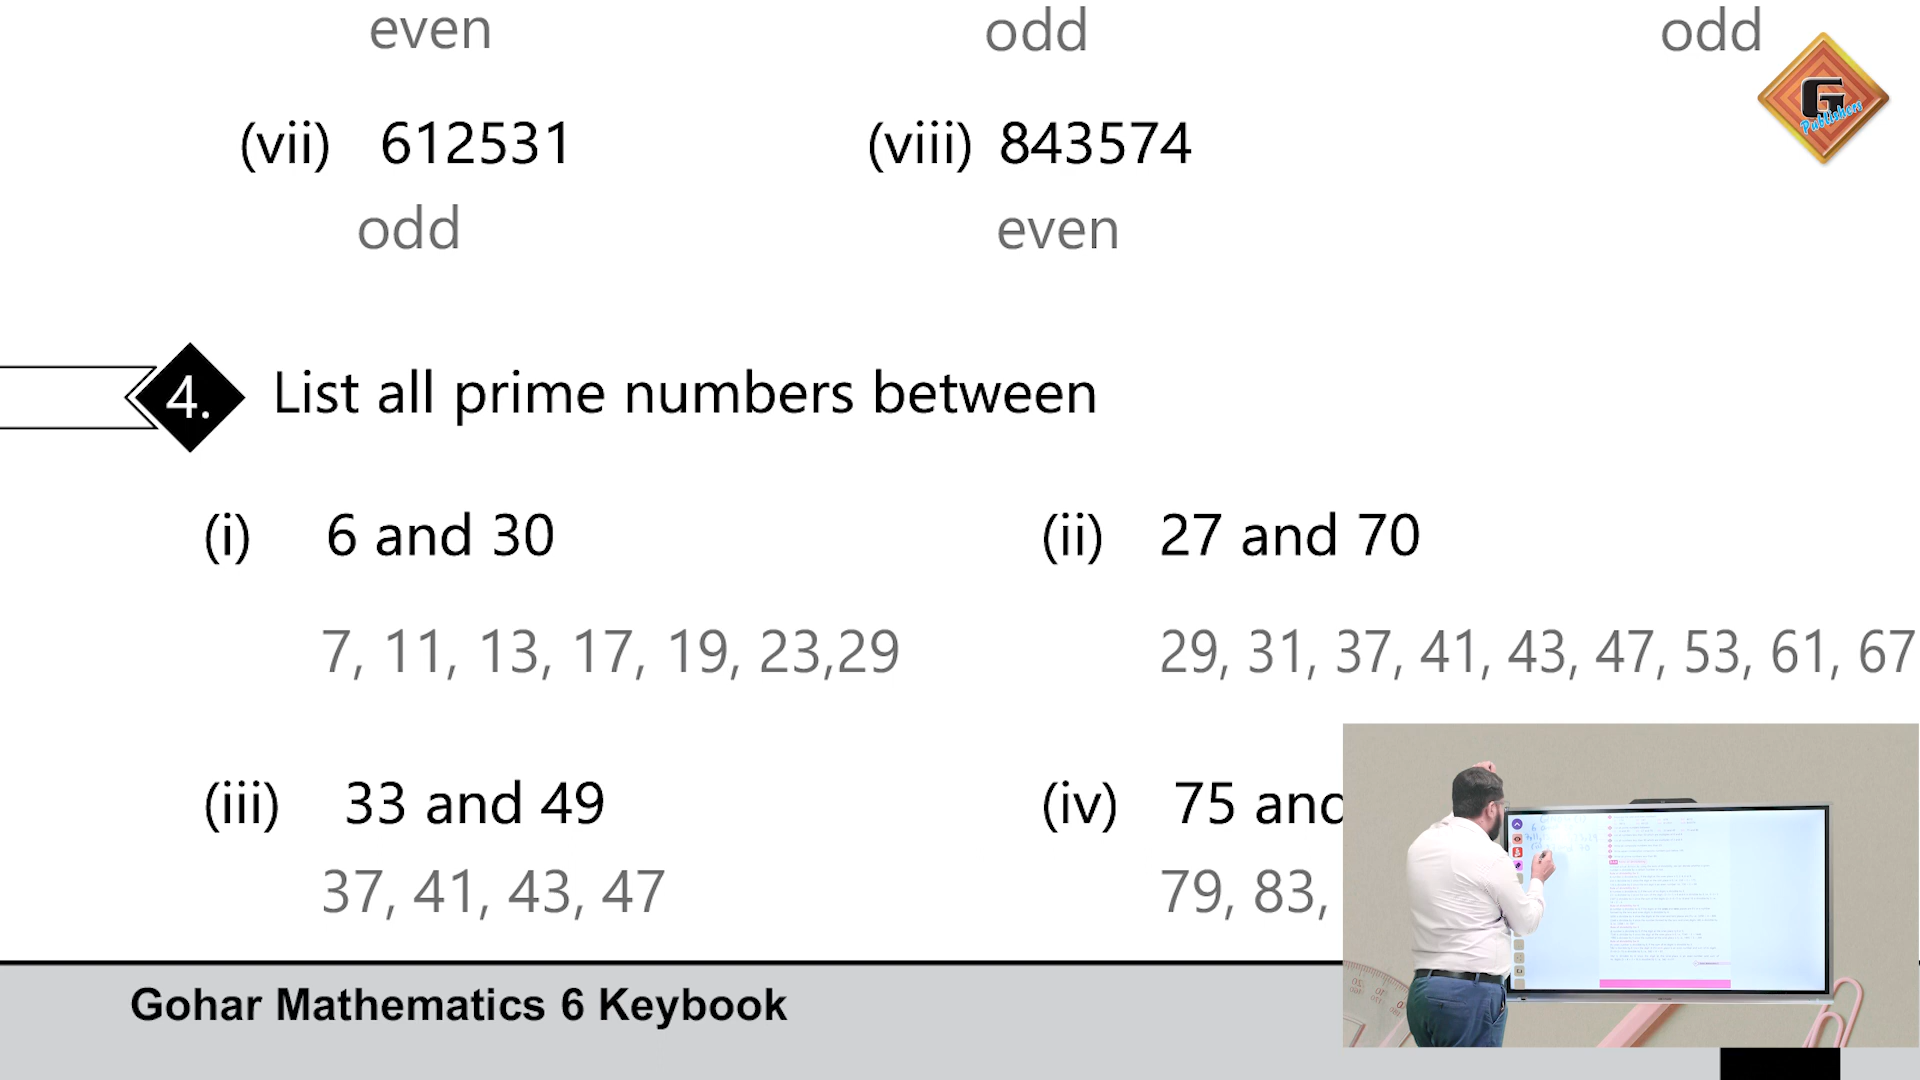 even odd odd
(vii) 612531 (viii) 843574
G
Publishers
odd even
4. List all prime numbers between
(i) 6 and 30 (ii) 27 and 70
7, 11, 13, 17, 19, 23,29 29, 31, 37, 41, 43, 47, 53, 61, 67
(iii) 33 and 49 (iv) 75 and
37, 41, 43, 47 79, 83,
Gohar Mathematics 6 Keybook